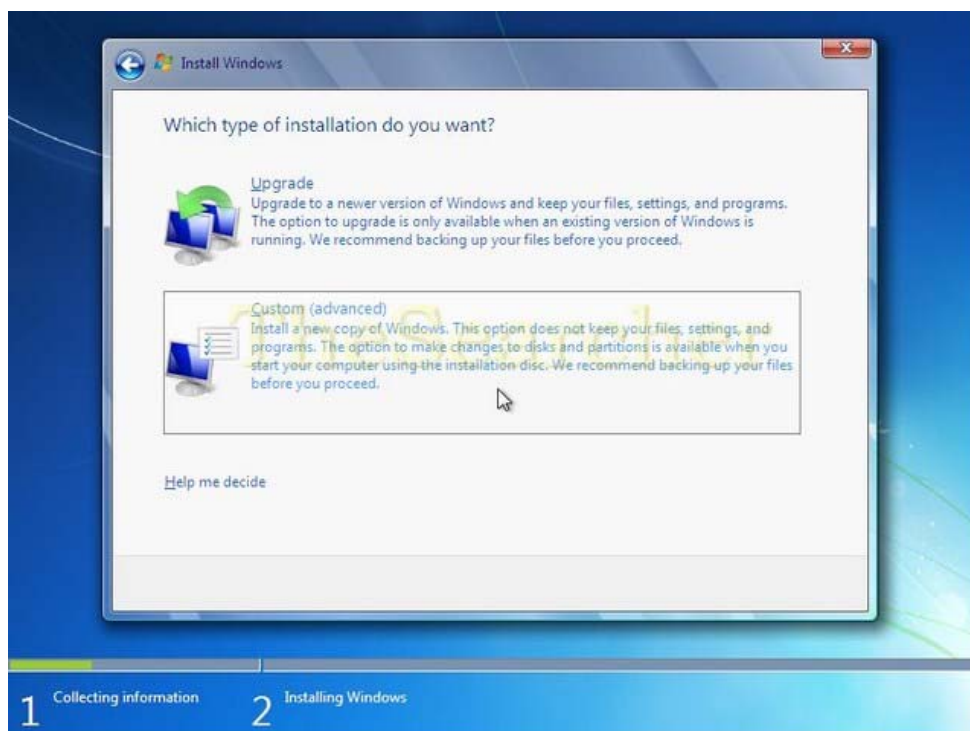 Install Windows
Which type of installation do you want?
Upgrade
Upgrade to a newer version of Windows and keep your files, settings, and programs.
The option to upgrade is only available when an existing version of Windows is
running. We recommend backing up your files before you proceed.
Custom (advanced)
Install a new copy of Windows. This option does not keep your files, settings, and
programs. The option to make changes to disks and partitions is available when you
start your computer using the installation disc. We recommend backing up your files
before you proceed.
Help me decide
1 Collecting information 2 Installing Windows